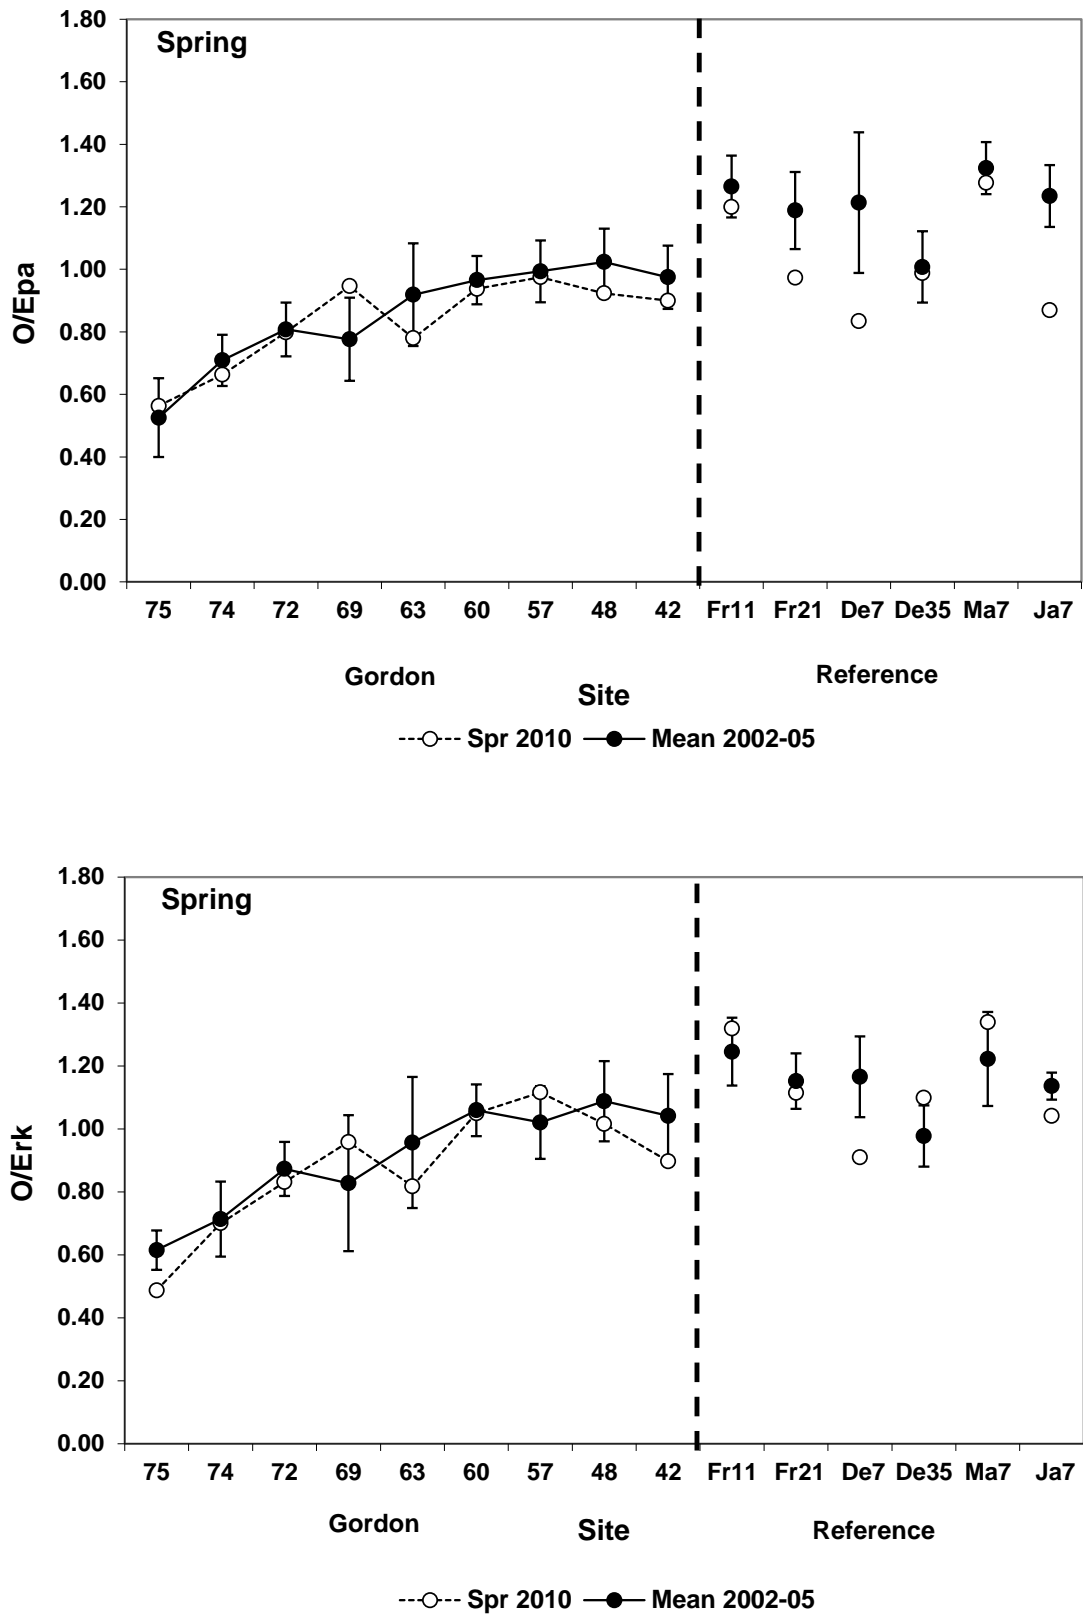 1.80
Spring
1.60
1.40
1.20
1.00
0.80
0.60
0.40
0.20
0.00
O/Epa
75 74 72 69 63 60 57 48 42 Fr11 Fr21 De7 De35 Ma7 Ja7
Gordon Reference
Site
Spr 2010 Mean 2002-05
1.80
Spring
1.60
1.40
1.20
1.00
0.80
0.60
0.40
0.20
0.00
O/Erk
75 74 72 69 63 60 57 48 42 Fr11 Fr21 De7 De35 Ma7 Ja7
Gordon Site Reference
Spr 2010 Mean 2002-05